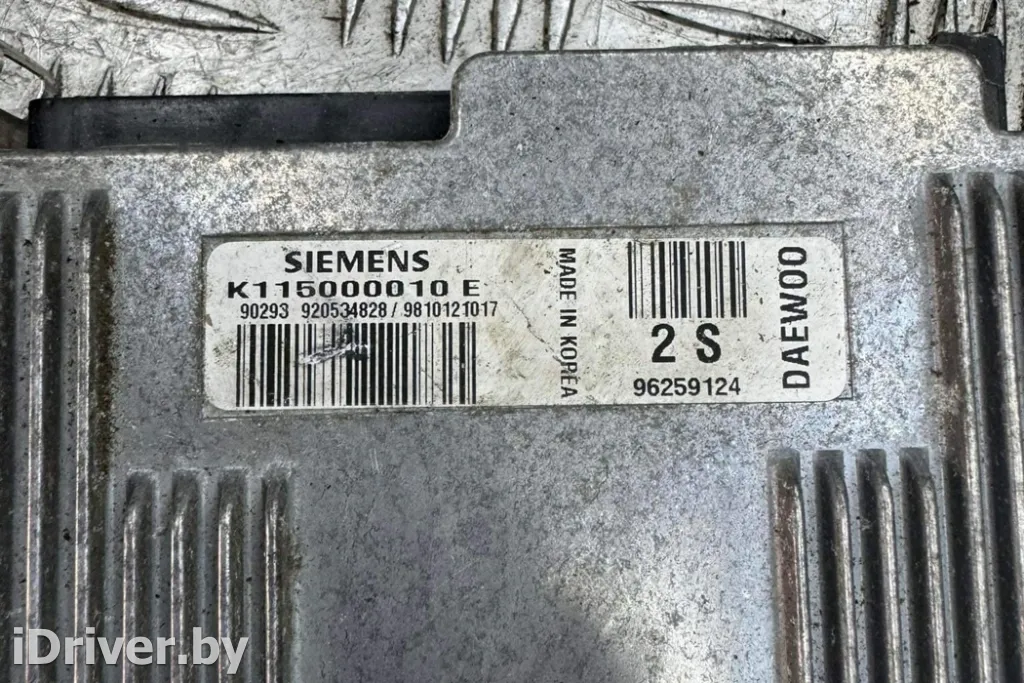 SIEMENS
K115000010 E
90293 920534828 / 9810121017
MADE IN KOREA
2 S
96259124
DAEWOO
iDriver.by